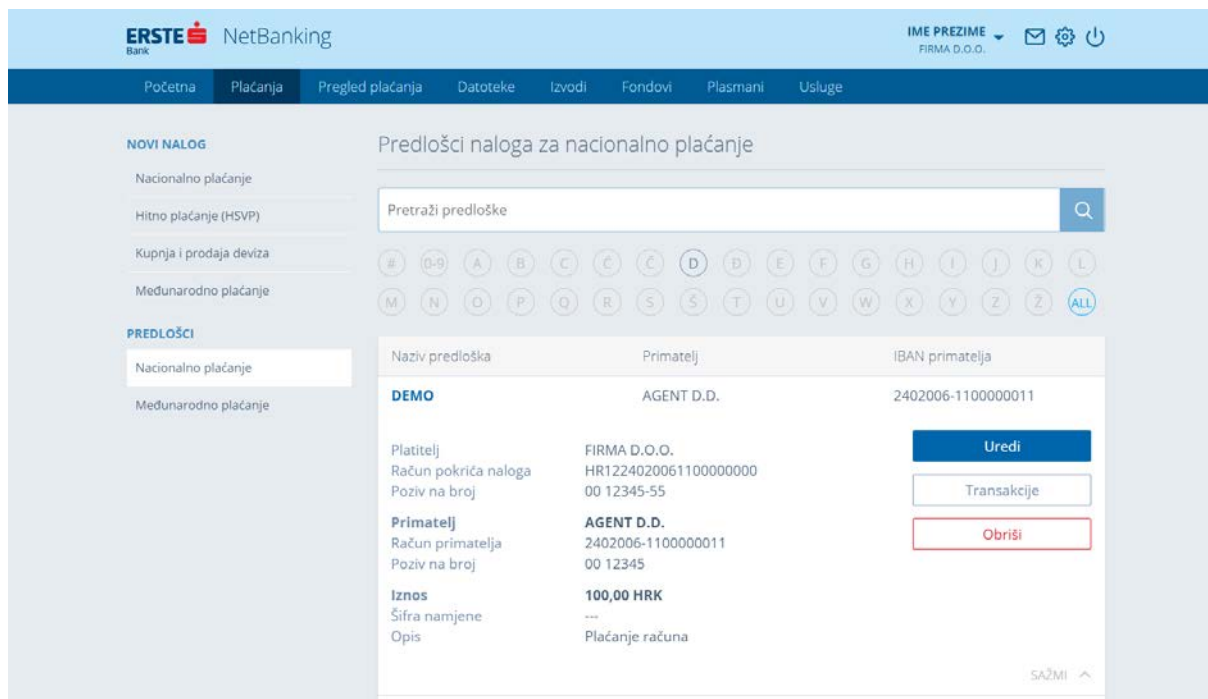 ERSTE Bank NetBanking
IME PREZIME
FIRMA D.O.O.
Početna Plaćanja Pregled plaćanja Datoteke Izvodi Fondovi Plasmani Usluge
NOVI NALOG
Nacionalno plaćanje
Hitno plaćanje (HSVP)
Kupnja i prodaja deviza
Međunarodno plaćanje
PREDLOŠCI
Nacionalno plaćanje
Međunarodno plaćanje
Predlošci naloga za nacionalno plaćanje
Pretraži predloške
# 0-9 A B C Ć Č D Đ E F G H I J K L
M N O P Q R S Š T U V W X Y Z Ž ALL
Naziv predloška Primatelj IBAN primatelja
DEMO AGENT D.D. 2402006-1100000011
Platitelj FIRMA D.O.O.
Račun pokrića naloga HR1224020061100000000
Poziv na broj 00 12345-55
Primatelj AGENT D.D.
Račun primatelja 2402006-1100000011
Poziv na broj 00 12345
Iznos 100,00 HRK
Šifra namjene ---
Opis Plaćanje računa
Uredi
Transakcije
Obriši
SAŽMI